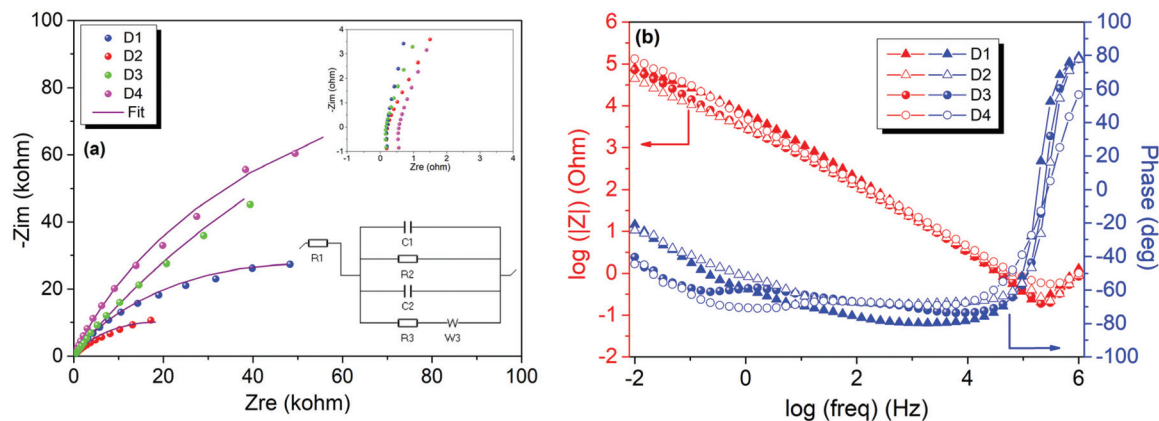 100
80
60
40
20
0
-Zim (kohm)
D1
D2
D3
D4
Fit
(a)
4
3
2
1
0
-1
-Zim (ohm)
0
1
2
3
4
Zre (ohm)
R1
C1
R2
C2
R3
W3
0
20
40
60
80
100
Zre (kohm)
(b)
6
5
4
3
2
1
0
-1
-2
log (|Z|) (Ohm)
D1
D1
D2
D2
D3
D3
D4
D4
100
80
60
40
20
0
-20
-40
-60
-80
-100
Phase (deg)
-2
0
2
4
6
log (freq) (Hz)